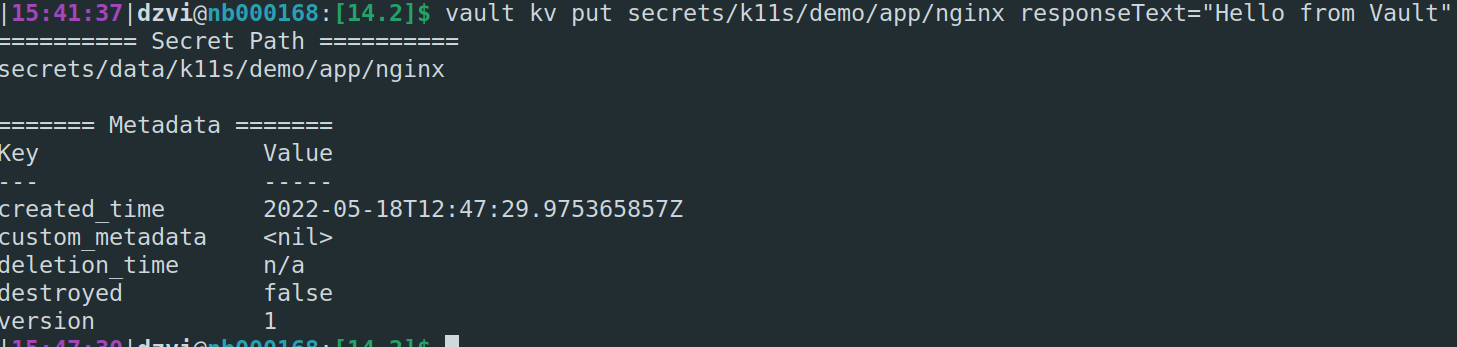 |15:41:37|dzvi@nb000168:[14.2]$ vault kv put secrets/k11s/demo/app/nginx responseText="Hello from Vault"
========== Secret Path ==========
secrets/data/k11s/demo/app/nginx
======= Metadata =======
Key                Value
---                -----
created_time       2022-05-18T12:47:29.975365857Z
custom_metadata    <nil>
deletion_time      n/a
destroyed          false
version            1
|15:47:30|dzvi@nb000168:[14.2]$